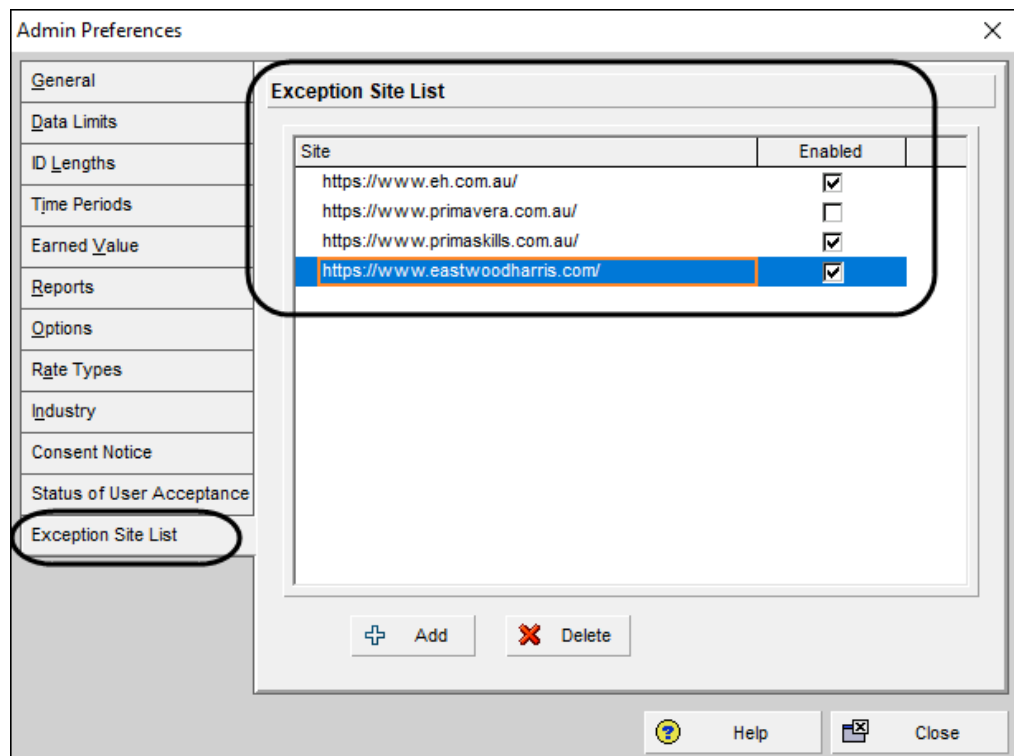 Admin Preferences
General
Data Limits
ID Lengths
Time Periods
Earned Value
Reports
Options
Rate Types
Industry
Consent Notice
Status of User Acceptance
Exception Site List
Exception Site List
Site Enabled
https://www.eh.com.au/
https://www.primavera.com.au/
https://www.primaskills.com.au/
https://www.eastwoodharris.com/
Add Delete
Help Close